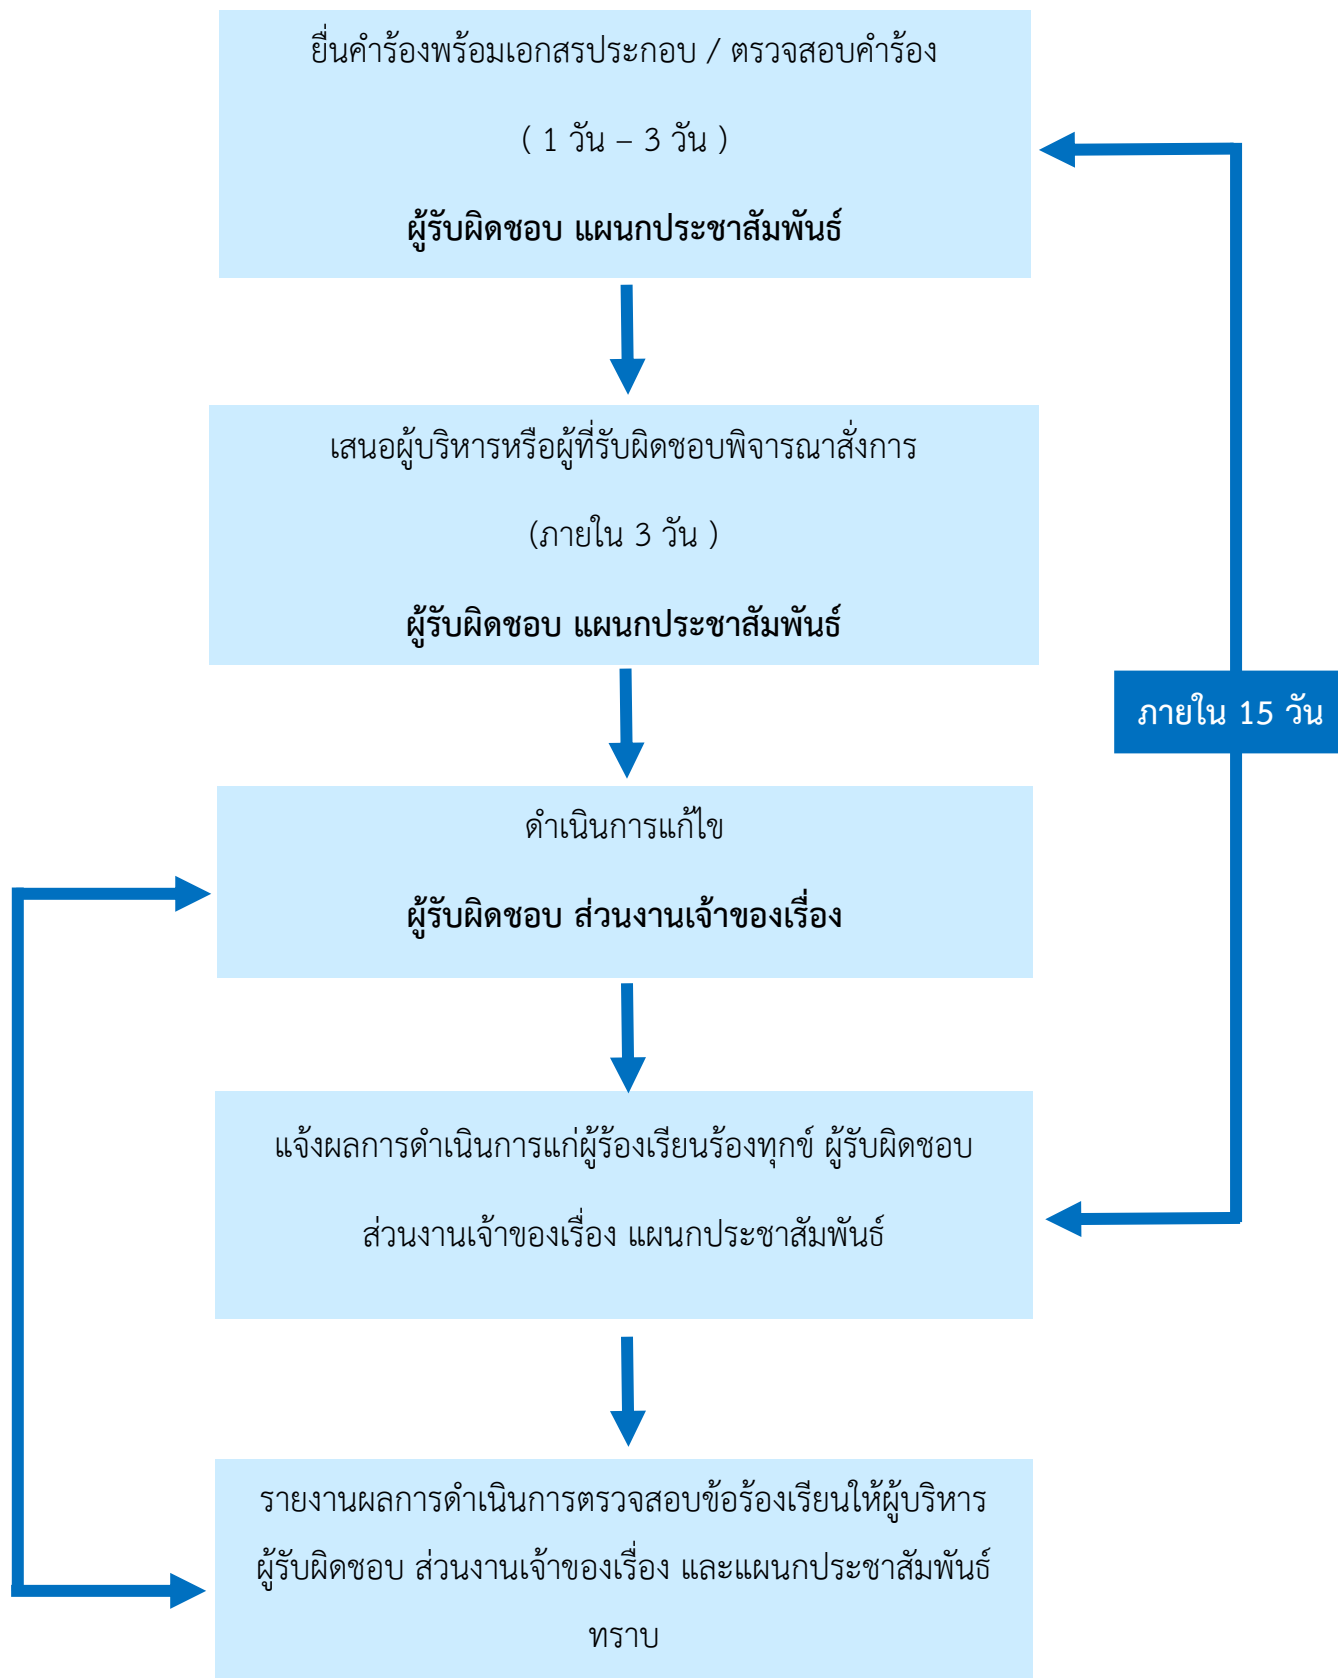 ยื่นคำร้องพร้อมเอกสรประกอบ / ตรวจสอบคำร้อง
( 1 วัน – 3 วัน )
ผู้รับผิดชอบ แผนกประชาสัมพันธ์
เสนอผู้บริหารหรือผู้ที่รับผิดชอบพิจารณาสั่งการ
(ภายใน 3 วัน )
ผู้รับผิดชอบ แผนกประชาสัมพันธ์
ภายใน 15 วัน
ดำเนินการแก้ไข
ผู้รับผิดชอบ ส่วนงานเจ้าของเรื่อง
แจ้งผลการดำเนินการแก่ผู้ร้องเรียนร้องทุกข์ ผู้รับผิดชอบ
ส่วนงานเจ้าของเรื่อง แผนกประชาสัมพันธ์
รายงานผลการดำเนินการตรวจสอบข้อร้องเรียนให้ผู้บริหาร
ผู้รับผิดชอบ ส่วนงานเจ้าของเรื่อง และแผนกประชาสัมพันธ์
ทราบ